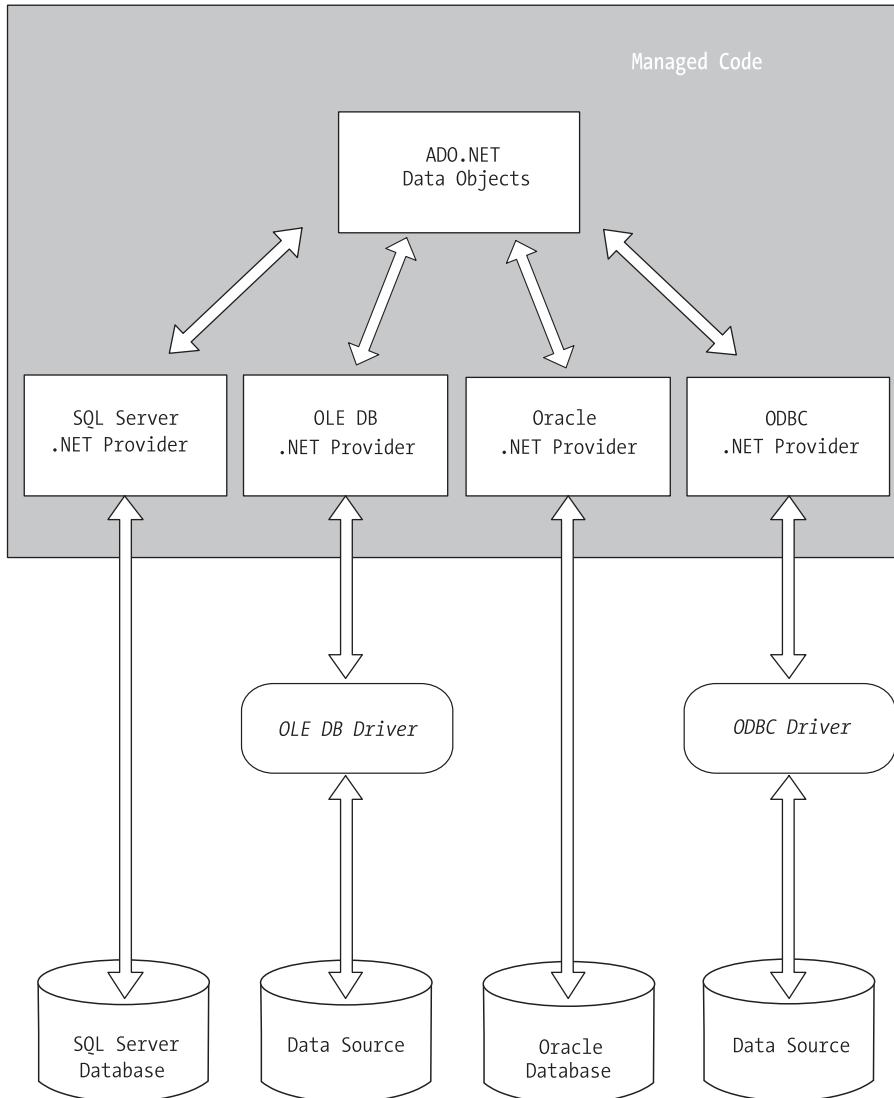 Managed Code
ADO.NET
Data Objects
SQL Server
.NET Provider
OLE DB
.NET Provider
Oracle
.NET Provider
ODBC
.NET Provider
OLE DB Driver
ODBC Driver
SQL Server
Database
Data Source
Oracle
Database
Data Source